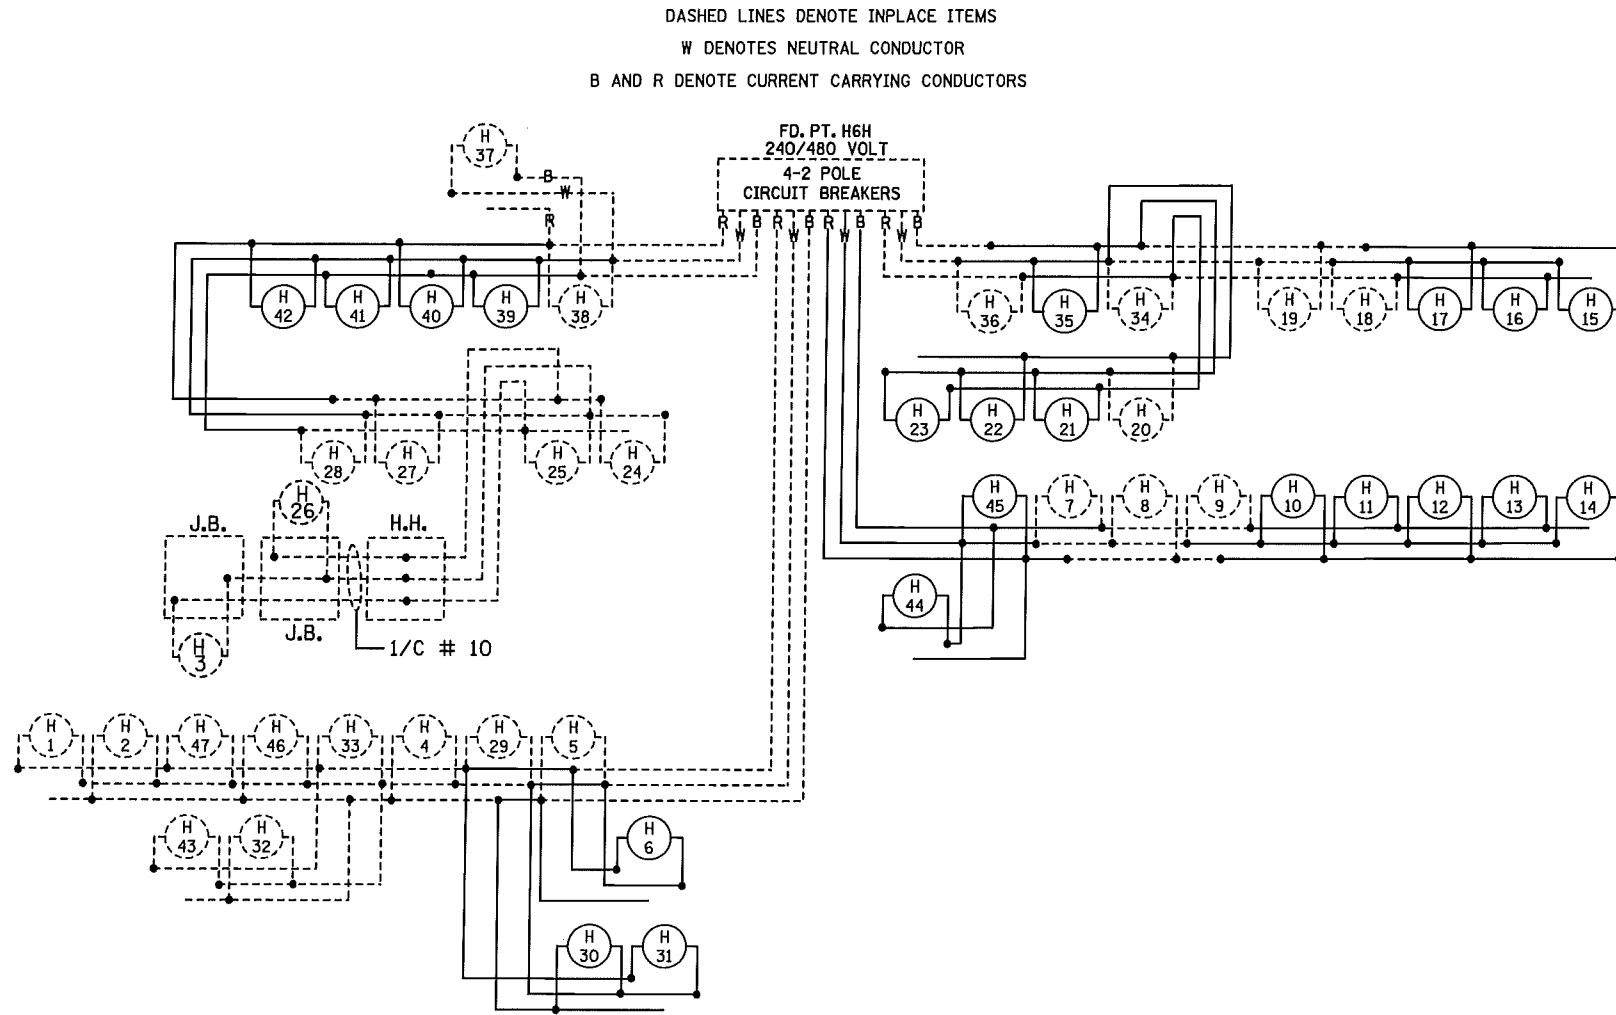 DASHED LINES DENOTE INPLACE ITEMS
W DENOTES NEUTRAL CONDUCTOR
B AND R DENOTE CURRENT CARRYING CONDUCTORS
FD. PT. H6H
240/480 VOLT
4-2 POLE
CIRCUIT BREAKERS
R W B R W B R W B R W B
H
37
B
W
R
H
42
H
41
H
40
H
39
H
38
H
36
H
35
H
34
H
19
H
18
H
17
H
16
H
15
H
23
H
22
H
21
H
20
H
28
H
27
H
25
H
24
H
26
J.B.
H.H.
J.B.
H
3
1/C # 10
H
45
H
7
H
8
H
9
H
10
H
11
H
12
H
13
H
14
H
44
H
1
H
2
H
47
H
46
H
33
H
4
H
29
H
5
H
43
H
32
H
6
H
30
H
31